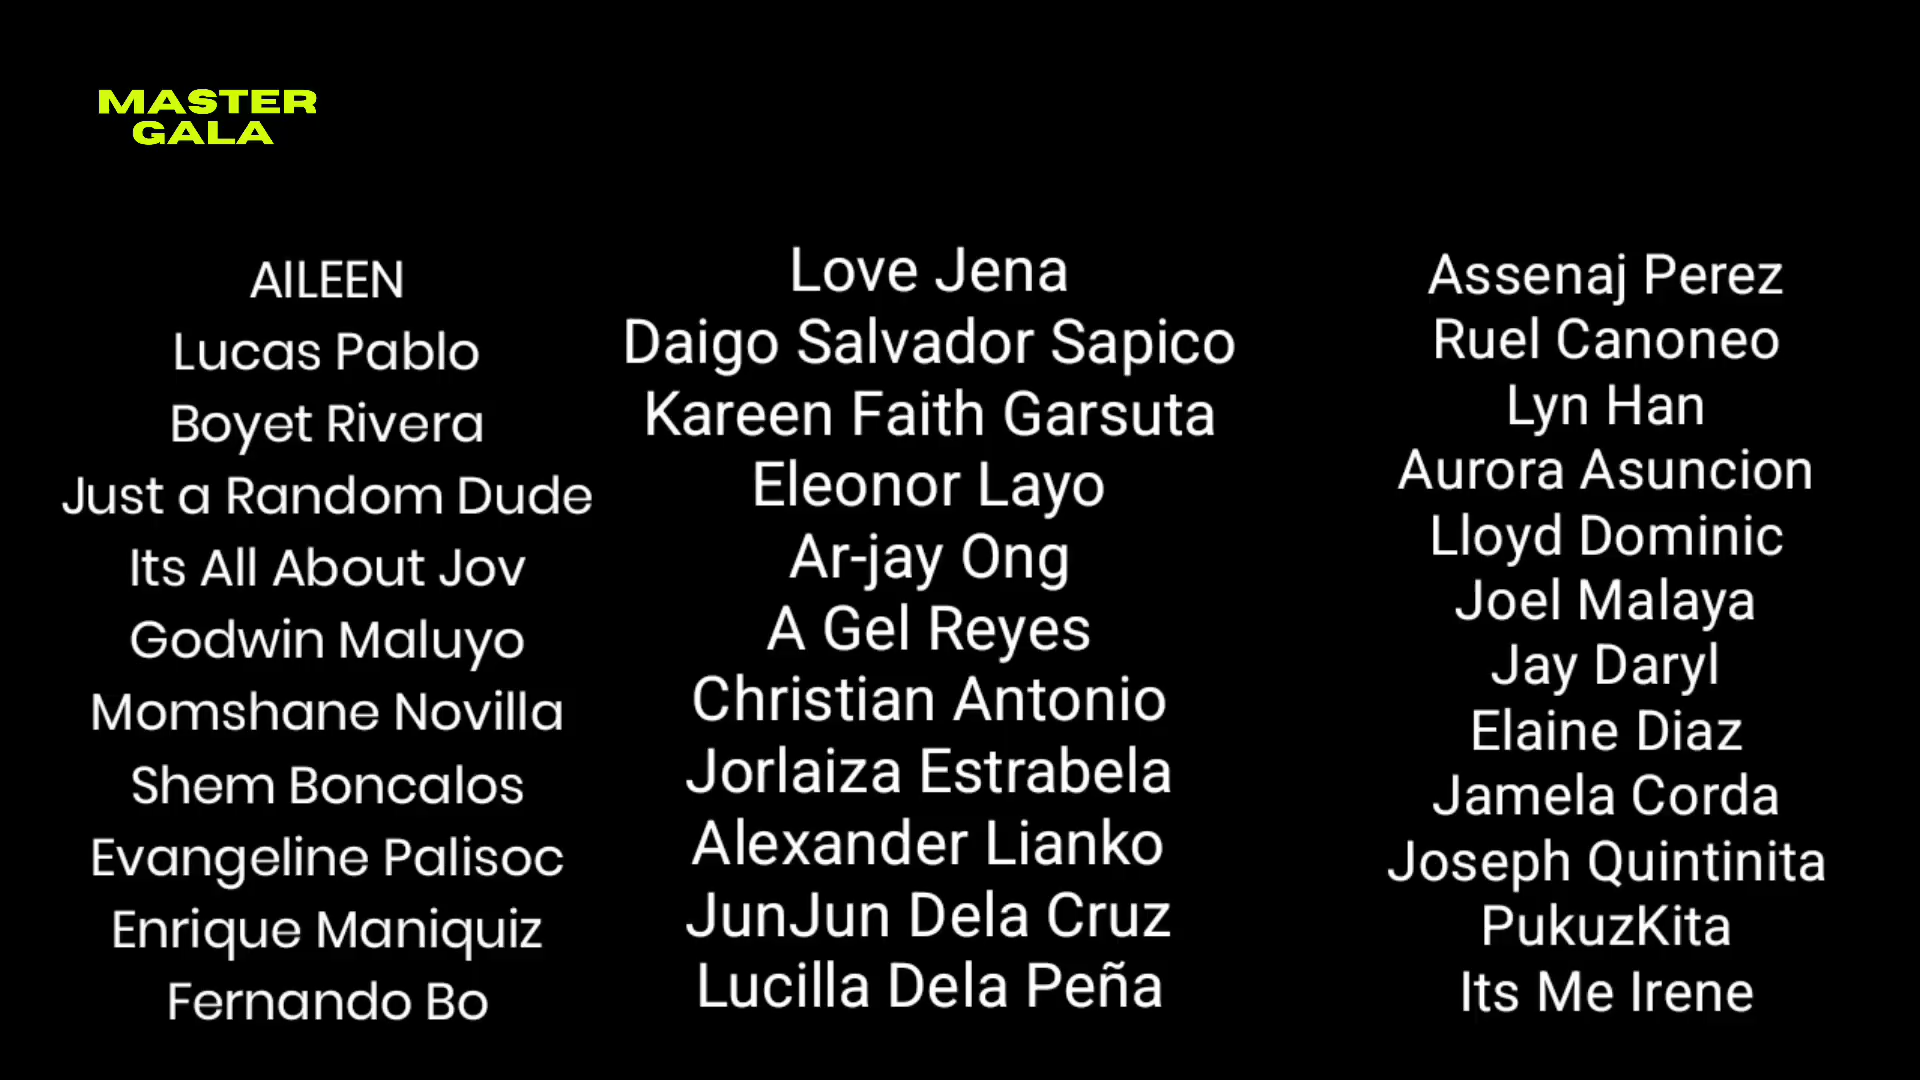 MASTER
GALA
AILEEN
Lucas Pablo
Boyet Rivera
Just a Random Dude
Its All About Jov
Godwin Maluyo
Momshane Novilla
Shem Boncalos
Evangeline Palisoc
Enrique Maniquiz
Fernando Bo
Love Jena
Daigo Salvador Sapico
Kareen Faith Garsuta
Eleonor Layo
Ar-jay Ong
A Gel Reyes
Christian Antonio
Jorlaiza Estrabela
Alexander Lianko
JunJun Dela Cruz
Lucilla Dela Peña
Assenaj Perez
Ruel Canoneo
Lyn Han
Aurora Asuncion
Lloyd Dominic
Joel Malaya
Jay Daryl
Elaine Diaz
Jamela Corda
Joseph Quintinita
PukuzKita
Its Me Irene